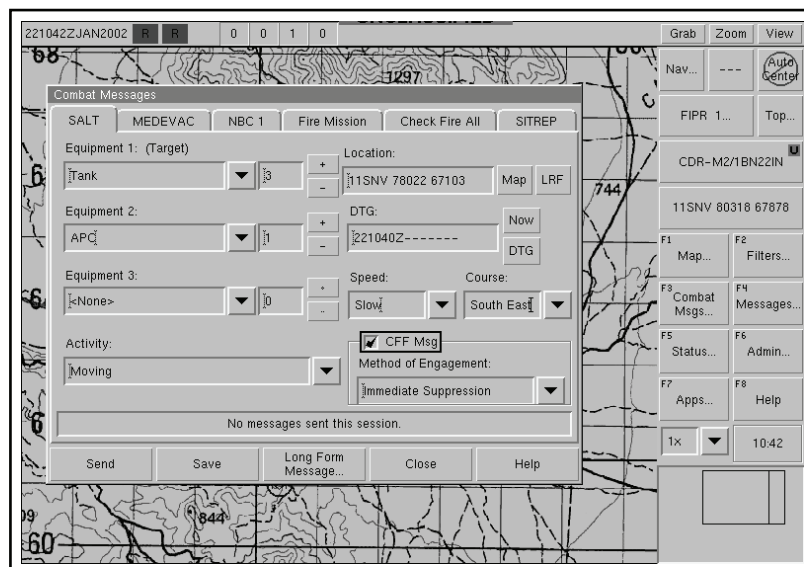 221042ZJAN2002 R R 0 0 1 0 Grab Zoom View
Nav... --- Auto Center
1297
Combat Messages
SALT MEDEVAC NBC 1 Fire Mission Check Fire All SITREP
FIPR 1... Top...
Equipment 1: (Target) Location:
Tank 3 + - 11SNV 78022 67103 Map LRF
CDR-M2/1BN22IN U
744
Equipment 2: DTG:
APC 1 + - 221040Z------- Now DTG
11SNV 80318 67878
F1 Map... F2 Filters...
Equipment 3: Speed: Course:
<None> 0 Slow South East
F3 Combat Msgs... F4 Messages...
Activity: CFF Msg
F5 Status... F6 Admin...
Moving Method of Engagement:
Immediate Suppression
F7 Apps... F8 Help
No messages sent this session.
1x 10:42
Send Save Long Form Message... Close Help
844
60